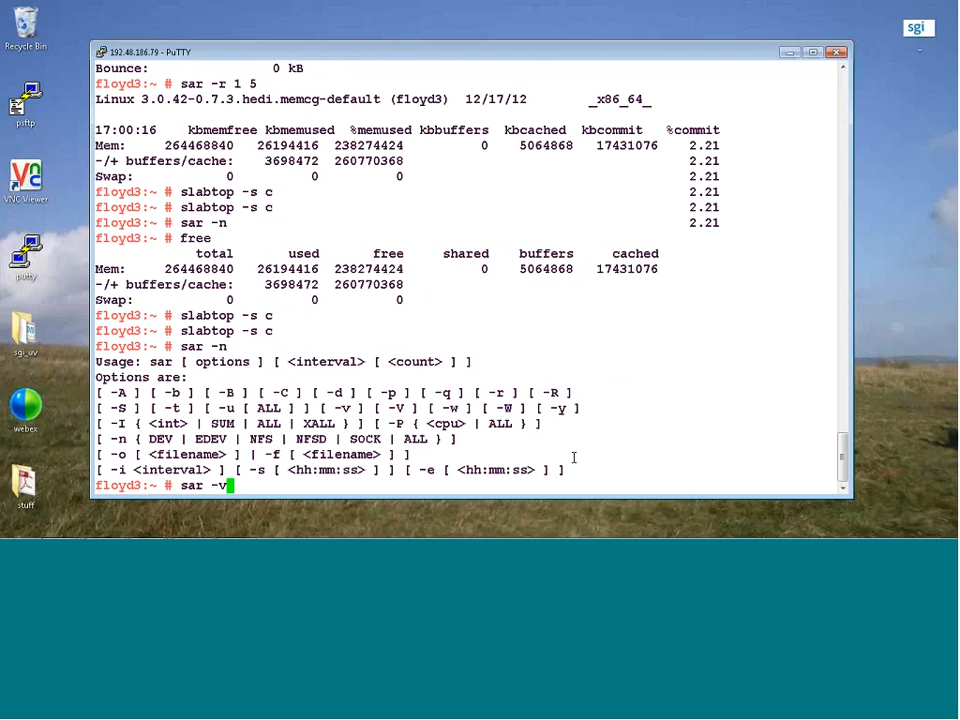 Recycle Bin
psftp
VNC Viewer
putty
sgi_uv
webex
stuff
sgi
192.48.186.79 - PuTTY
Bounce: 0 kB
floyd3:~ # sar -r 1 5
Linux 3.0.42-0.7.3.hedi.memcg-default (floyd3) 12/17/12 _x86_64_
17:00:16 kbmemfree kbmemused %memused kbbuffers kbcached kbcommit %commit
Mem: 264468840 26194416 238274424 0 5064868 17431076 2.21
-/+ buffers/cache: 3698472 260770368 2.21
Swap: 0 0 0 2.21
floyd3:~ # slabtop -s c 2.21
floyd3:~ # slabtop -s c 2.21
floyd3:~ # sar -n 2.21
floyd3:~ # free
total used free shared buffers cached
Mem: 264468840 26194416 238274424 0 5064868 17431076
-/+ buffers/cache: 3698472 260770368
Swap: 0 0 0
floyd3:~ # slabtop -s c
floyd3:~ # slabtop -s c
floyd3:~ # sar -n
Usage: sar [ options ] [ <interval> [ <count> ] ]
Options are:
[ -A ] [ -b ] [ -B ] [ -C ] [ -d ] [ -p ] [ -q ] [ -r ] [ -R ]
[ -S ] [ -t ] [ -u [ ALL ] ] [ -v ] [ -V ] [ -w ] [ -W ] [ -y ]
[ -I { <int> | SUM | ALL | XALL } ] [ -P { <cpu> | ALL } ]
[ -n { DEV | EDEV | NFS | NFSD | SOCK | ALL } ]
[ -o [ <filename> ] | -f [ <filename> ] ]
[ -i <interval> ] [ -s [ <hh:mm:ss> ] ] [ -e [ <hh:mm:ss> ] ]
floyd3:~ # sar -v